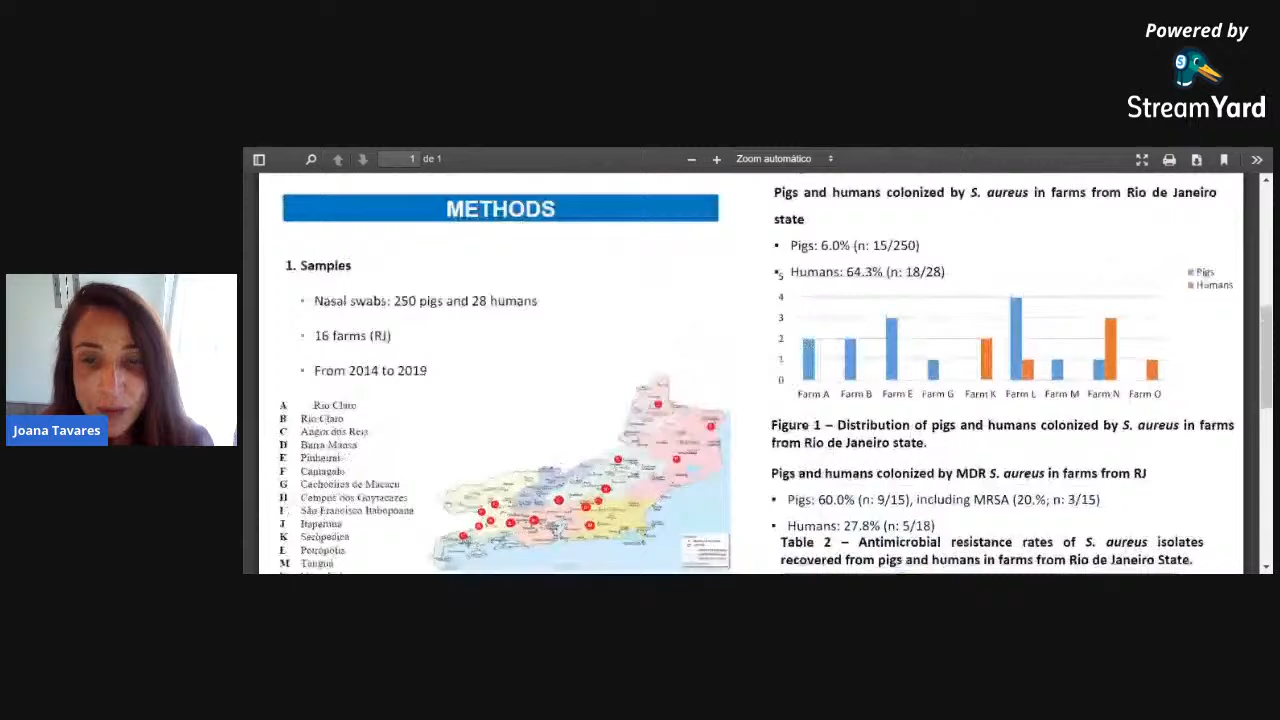 Powered by
StreamYard
1 de 1
Zoom automático
METHODS
1. Samples
Nasal swabs: 250 pigs and 28 humans
16 farms (RJ)
From 2014 to 2019
A Rio Claro
B Rio Claro
C Angra dos Reis
D Barra Mansa
E Pinheiral
F Cantagalo
G Cachoeiras de Macacu
H Campos dos Goytacazes
I São Francisco Itabopoana
J Itaperuna
K Seropédica
L Petrópolis
M Tanguá
Pigs and humans colonized by S. aureus in farms from Rio de Janeiro
state
Pigs: 6.0% (n: 15/250)
Humans: 64.3% (n: 18/28)
Pigs
Humans
5
4
3
2
1
0
Farm A Farm B Farm E Farm G Farm K Farm L Farm M Farm N Farm O
Figure 1 – Distribution of pigs and humans colonized by S. aureus in farms
from Rio de Janeiro state.
Pigs and humans colonized by MDR S. aureus in farms from RJ
Pigs: 60.0% (n: 9/15), including MRSA (20.%; n: 3/15)
Humans: 27.8% (n: 5/18)
Table 2 – Antimicrobial resistance rates of S. aureus isolates
recovered from pigs and humans in farms from Rio de Janeiro State.
Joana Tavares